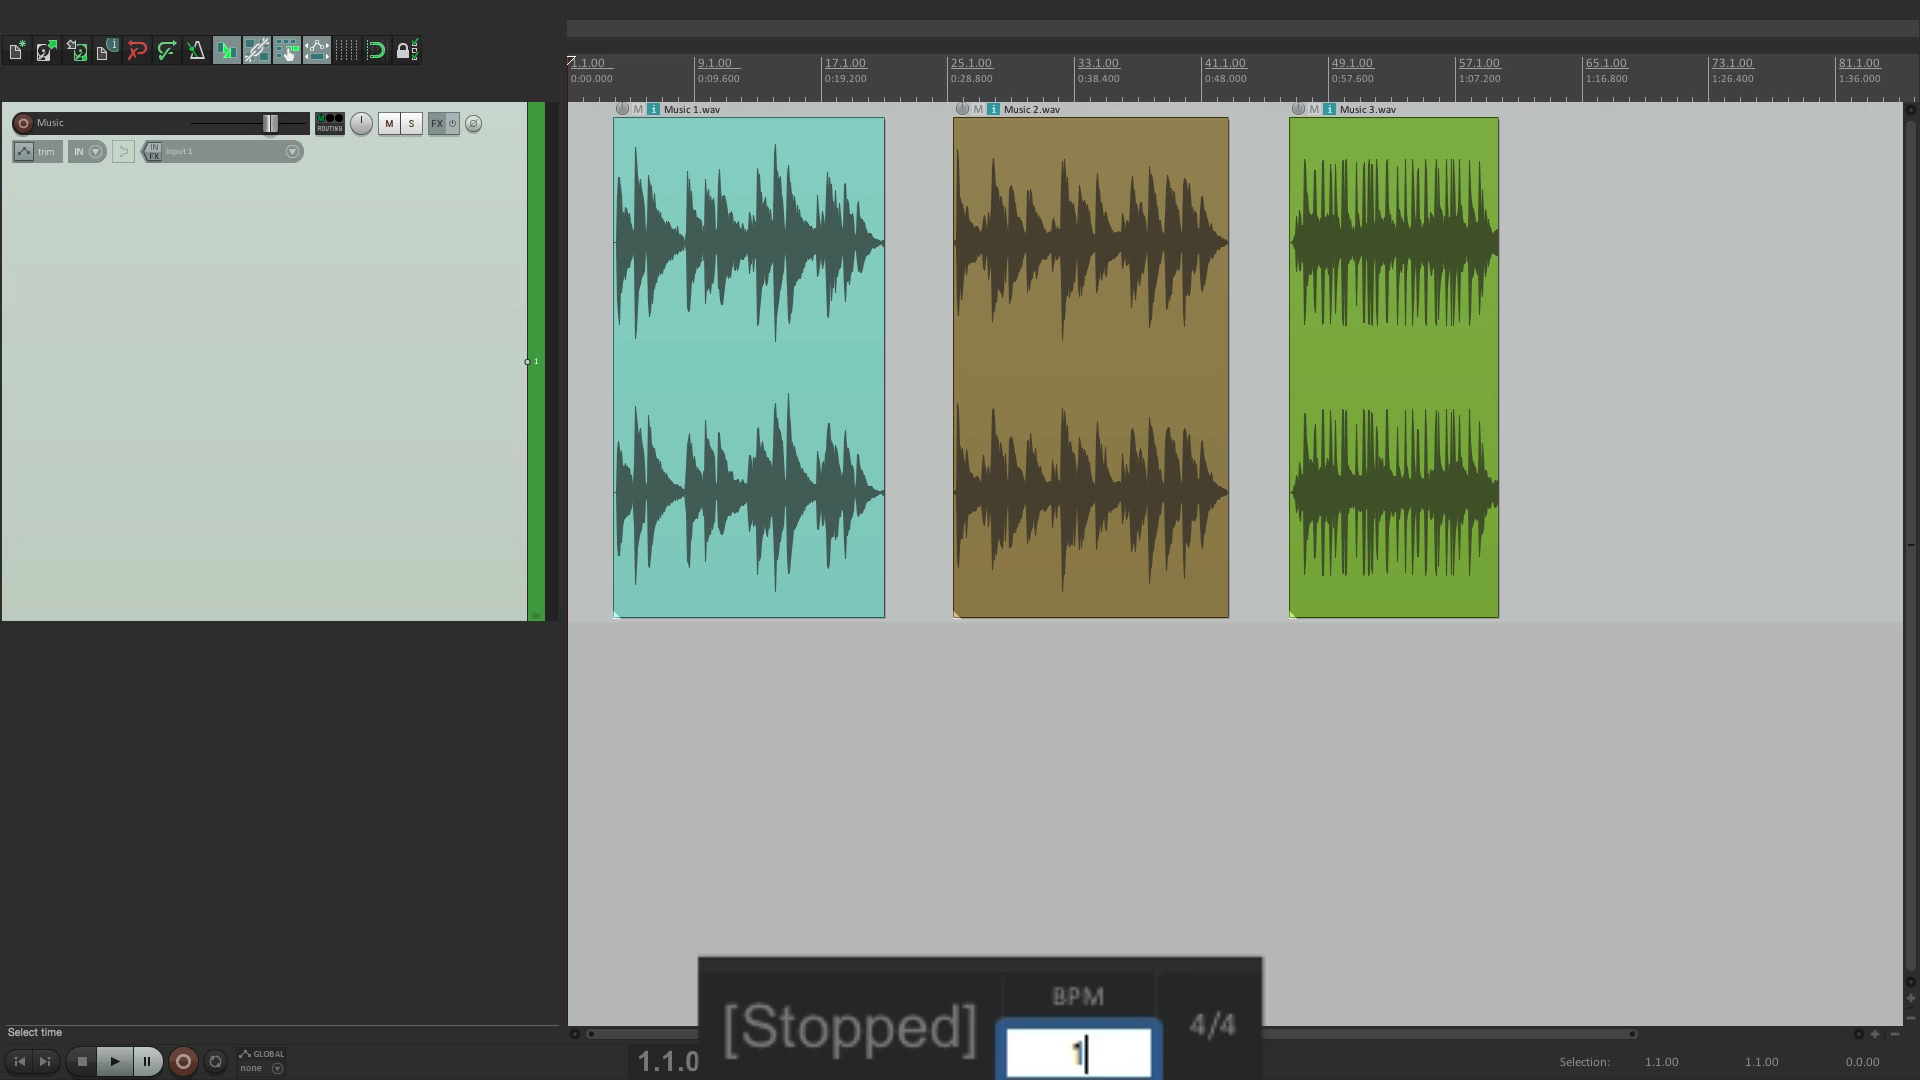 1.1.00 9.1.00 17.1.00 25.1.00 33.1.00 41.1.00 49.1.00 57.1.00 65.1.00 73.1.00 81.1.00
0:00.000 0:09.600 0:19.200 0:28.800 0:38.400 0:48.000 0:57.600 1:07.200 1:16.800 1:26.400 1:36.000
M i Music 1.wav M i Music 2.wav M i Music 3.wav
Music ROUTING M S FX
trim IN IN FX Input 1
1
Select time
GLOBAL
none
1.1.0
[Stopped]
BPM
1
4/4
Selection: 1.1.00 1.1.00 0.0.00